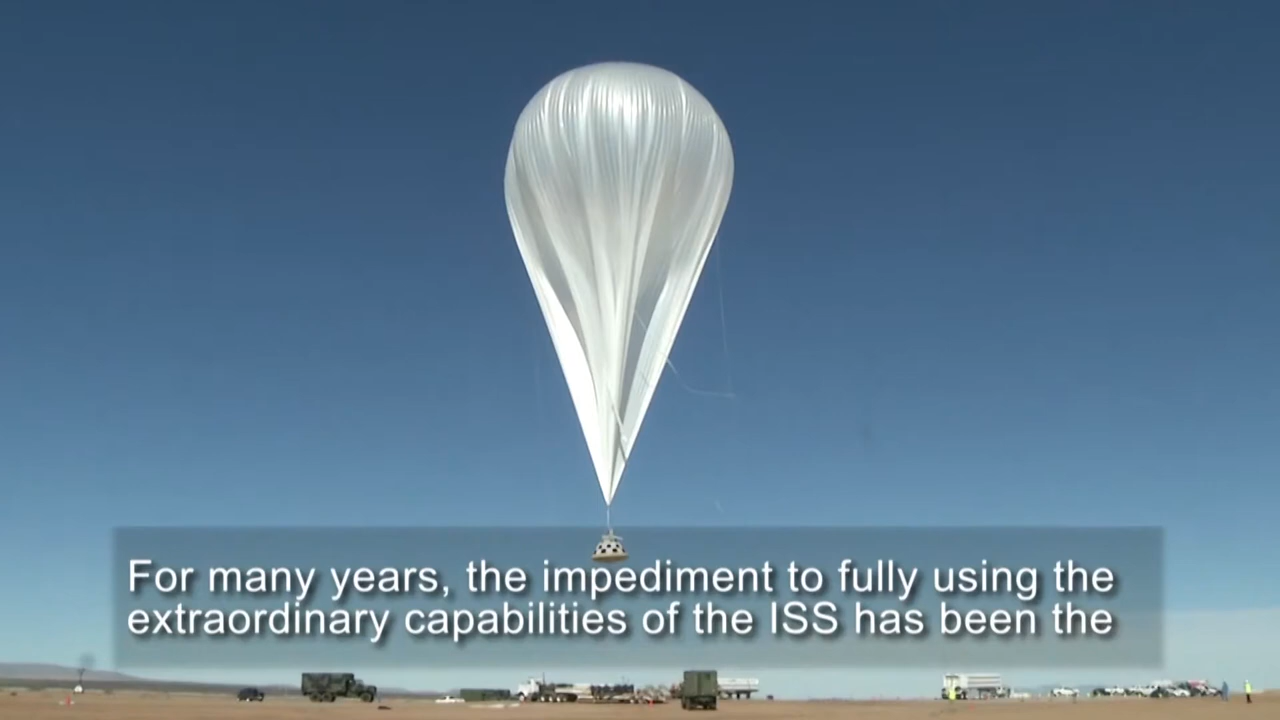 For many years, the impediment to fully using the
extraordinary capabilities of the ISS has been the